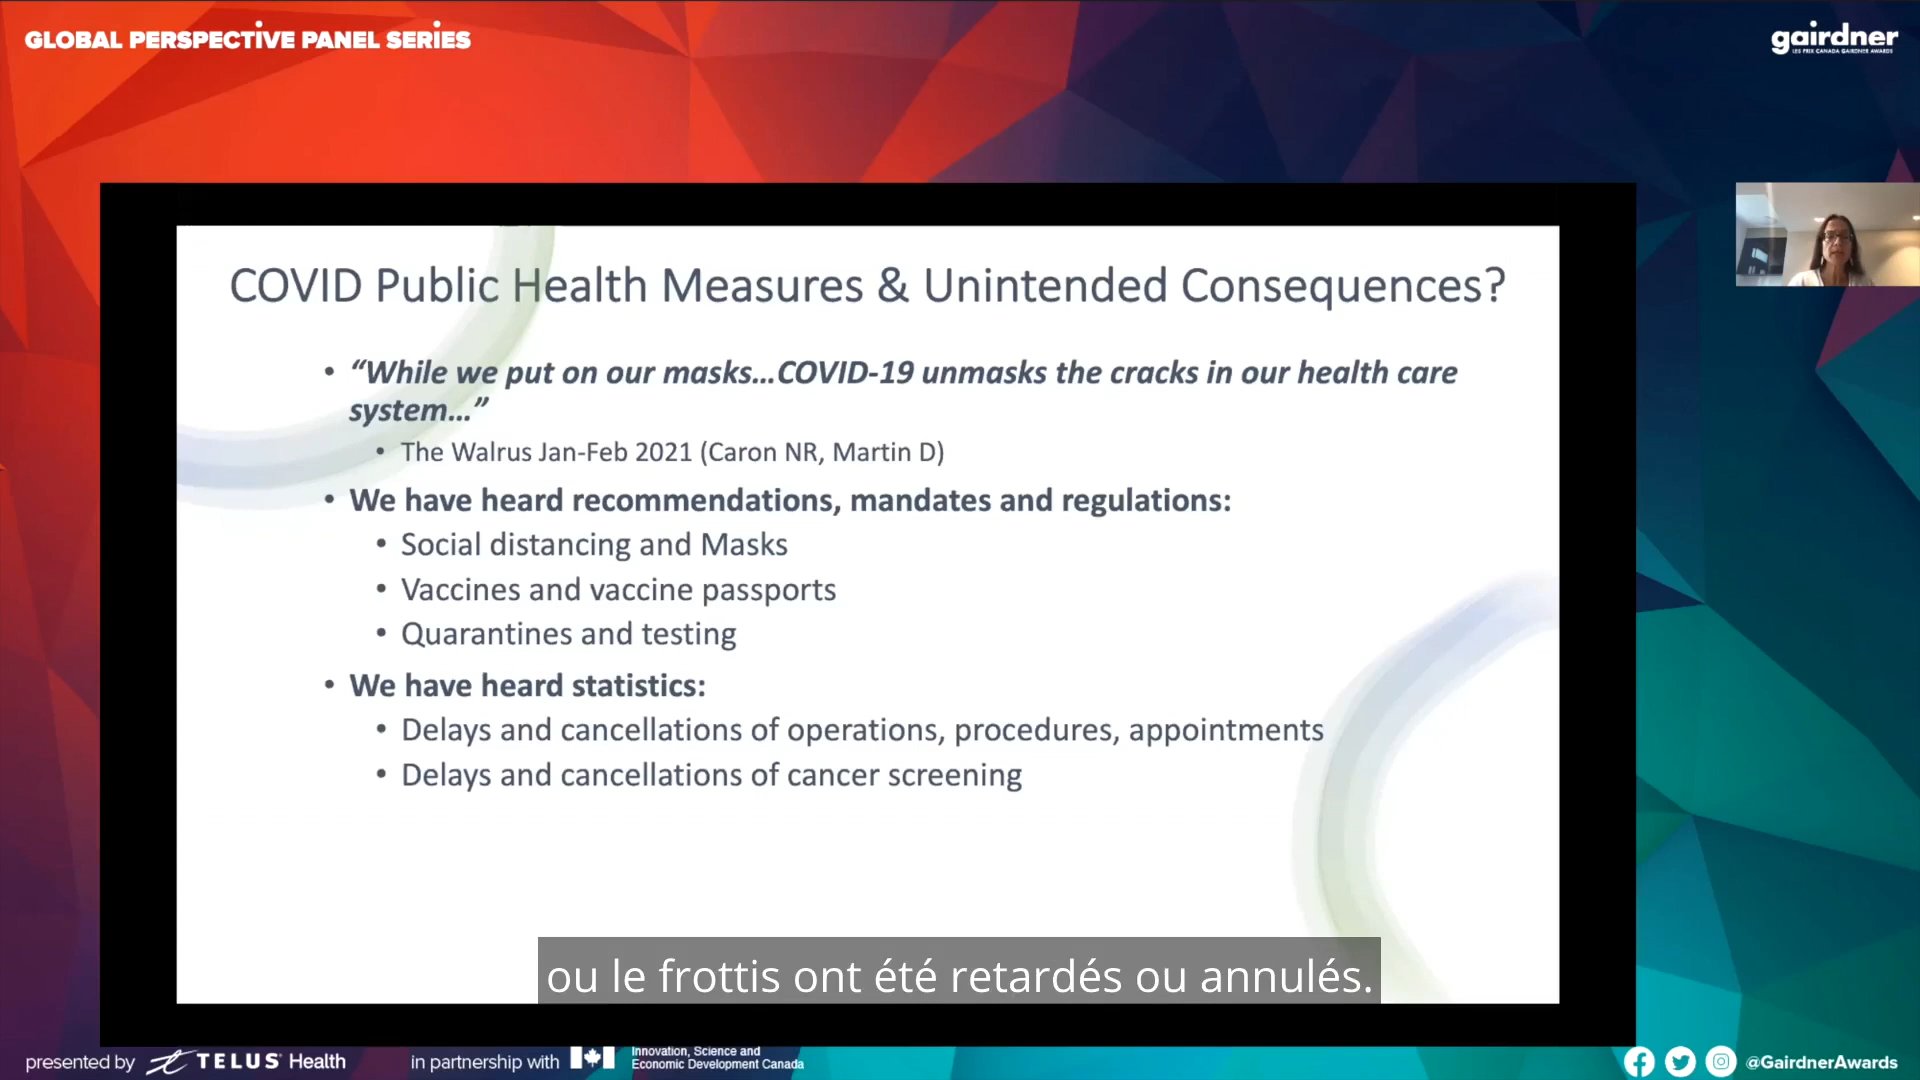 GLOBAL PERSPECTIVE PANEL SERIES
gairdner
LES PRIX CANADA GAIRDNER AWARDS
COVID Public Health Measures & Unintended Consequences?
• “While we put on our masks…COVID-19 unmasks the cracks in our health care
system…”
• The Walrus Jan-Feb 2021 (Caron NR, Martin D)
• We have heard recommendations, mandates and regulations:
• Social distancing and Masks
• Vaccines and vaccine passports
• Quarantines and testing
• We have heard statistics:
• Delays and cancellations of operations, procedures, appointments
• Delays and cancellations of cancer screening
ou le frottis ont été retardés ou annulés.
presented by TELUS Health
in partnership with
Innovation, Science and
Economic Development Canada
@GairdnerAwards